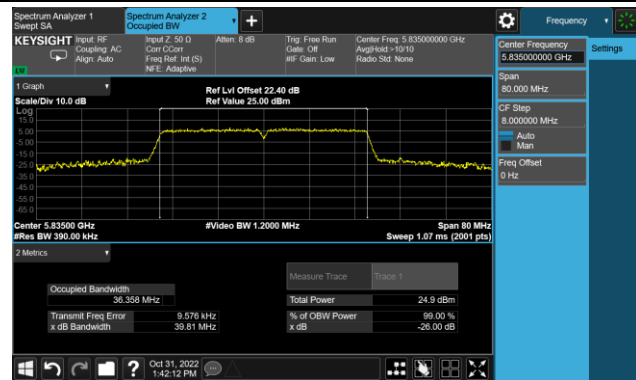 Spectrum Analyzer 1
Swept SA
Spectrum Analyzer 2
Occupied BW
Frequency
KEYSIGHT
Input: RF
Coupling: AC
Align: Auto
Input Z: 50 Ω
Corr CCorr
Freq Ref: Int (S)
NFE: Adaptive
Atten: 8 dB
Trig: Free Run
Gate: Off
#IF Gain: Low
Center Freq: 5.835000000 GHz
Avg|Hold:>10/10
Radio Std: None
Center Frequency
5.835000000 GHz
Settings
Span
80.000 MHz
CF Step
8.000000 MHz
Auto
Man
Freq Offset
0 Hz
1 Graph
Ref Lvl Offset 22.40 dB
Scale/Div 10.0 dB
Ref Value 25.00 dBm
Log
15.0
5.00
-5.00
-15.0
-25.0
-35.0
-45.0
-55.0
-65.0
Center 5.83500 GHz
#Video BW 1.2000 MHz
Span 80 MHz
#Res BW 390.00 kHz
Sweep 1.07 ms (2001 pts)
2 Metrics
Measure Trace
Trace 1
Occupied Bandwidth
36.358 MHz
Total Power
24.9 dBm
Transmit Freq Error
9.576 kHz
% of OBW Power
99.00 %
x dB Bandwidth
39.81 MHz
x dB
-26.00 dB
Oct 31, 2022
1:42:12 PM